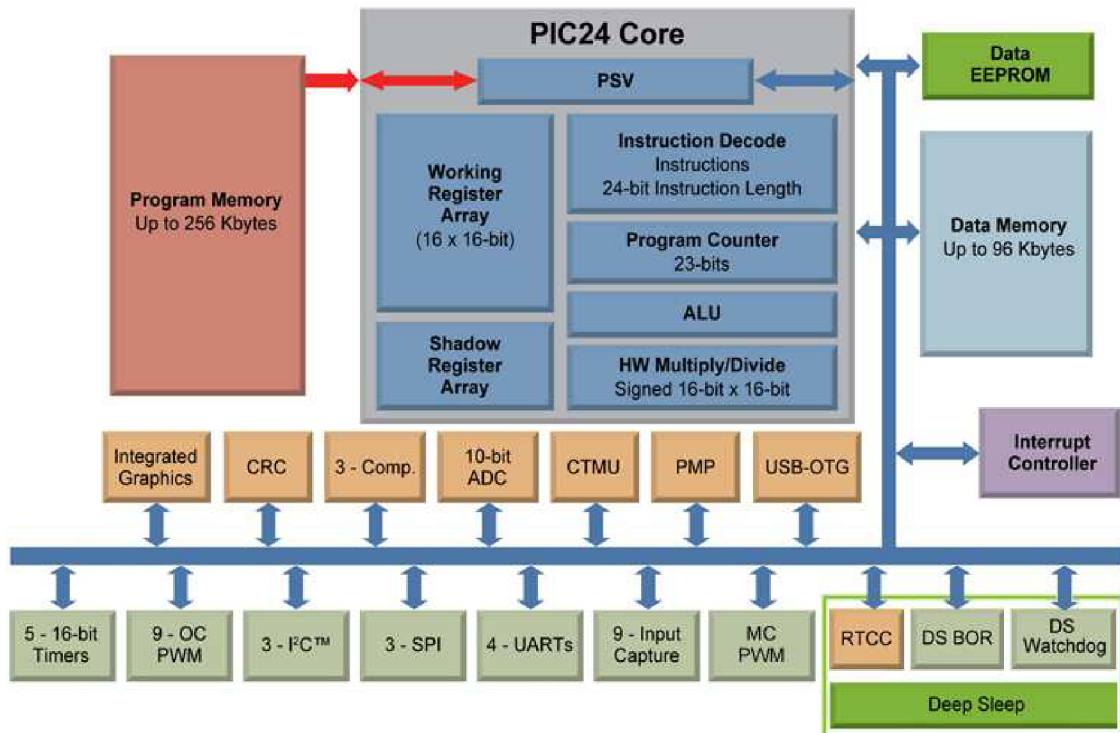 PIC24 Core
PSV
Program Memory
Up to 256 Kbytes
Working
Register
Array
(16 x 16-bit)
Shadow
Register
Array
Instruction Decode
Instructions
24-bit Instruction Length
Program Counter
23-bits
ALU
HW Multiply/Divide
Signed 16-bit x 16-bit
Data
EEPROM
Data Memory
Up to 96 Kbytes
Interrupt
Controller
Integrated
Graphics
CRC
3 - Comp.
10-bit
ADC
CTMU
PMP
USB-OTG
5 - 16-bit
Timers
9 - OC
PWM
3 - I²C™
3 - SPI
4 - UARTs
9 - Input
Capture
MC
PWM
RTCC
DS BOR
DS
Watchdog
Deep Sleep